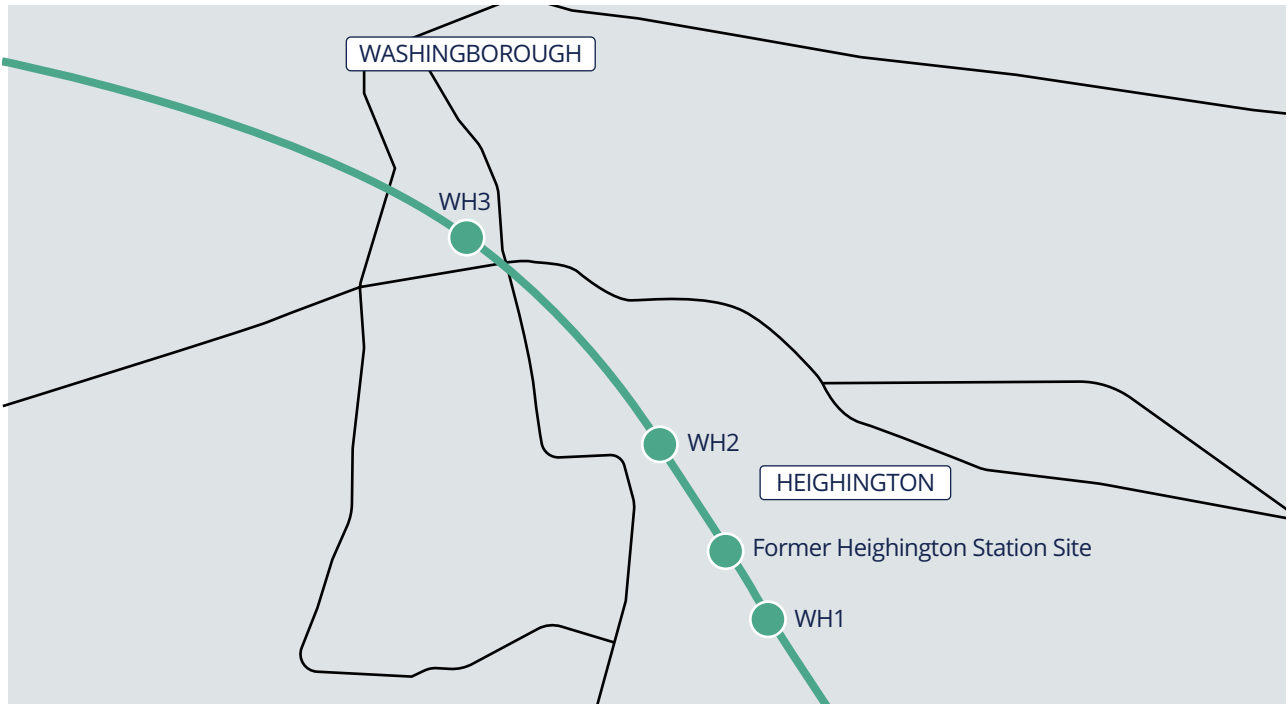 WASHINGBOROUGH
WH3
WH2
HEIGHINGTON
Former Heighington Station Site
WH1